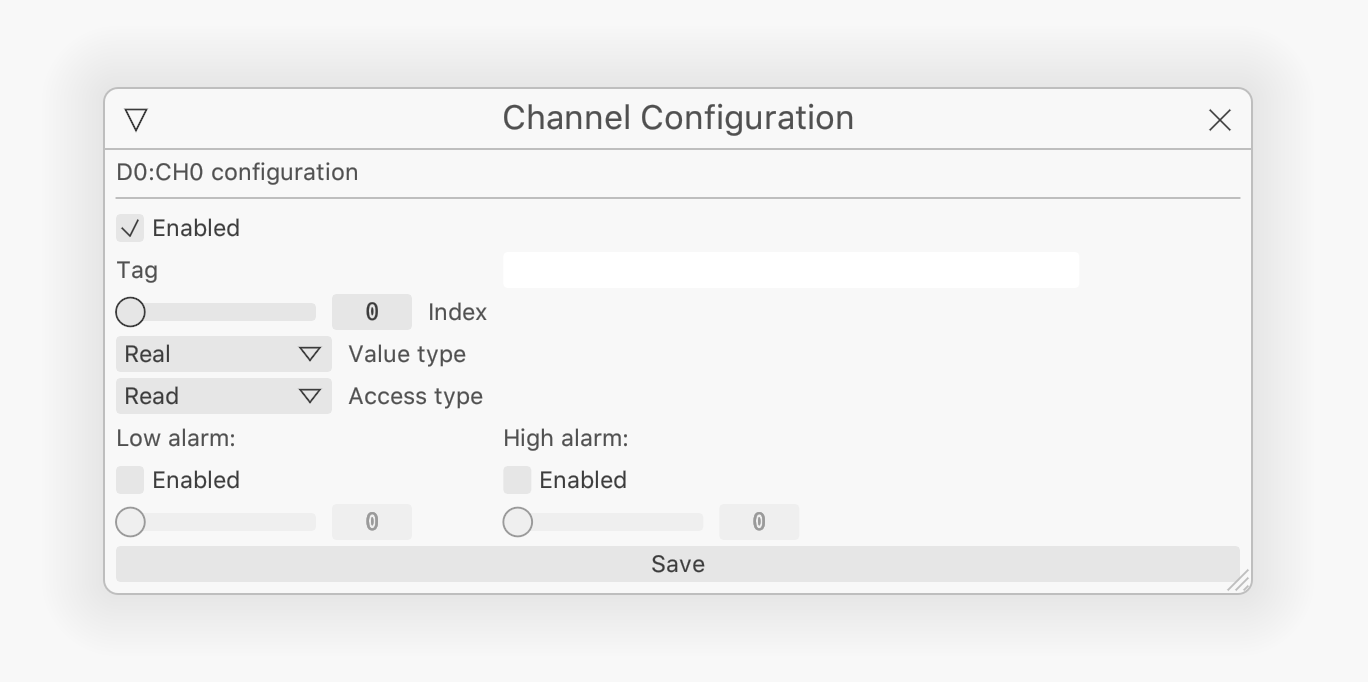 Channel Configuration
D0:CH0 configuration
Enabled
Tag
0 Index
Real Value type
Read Access type
Low alarm: High alarm:
Enabled Enabled
0 0
Save